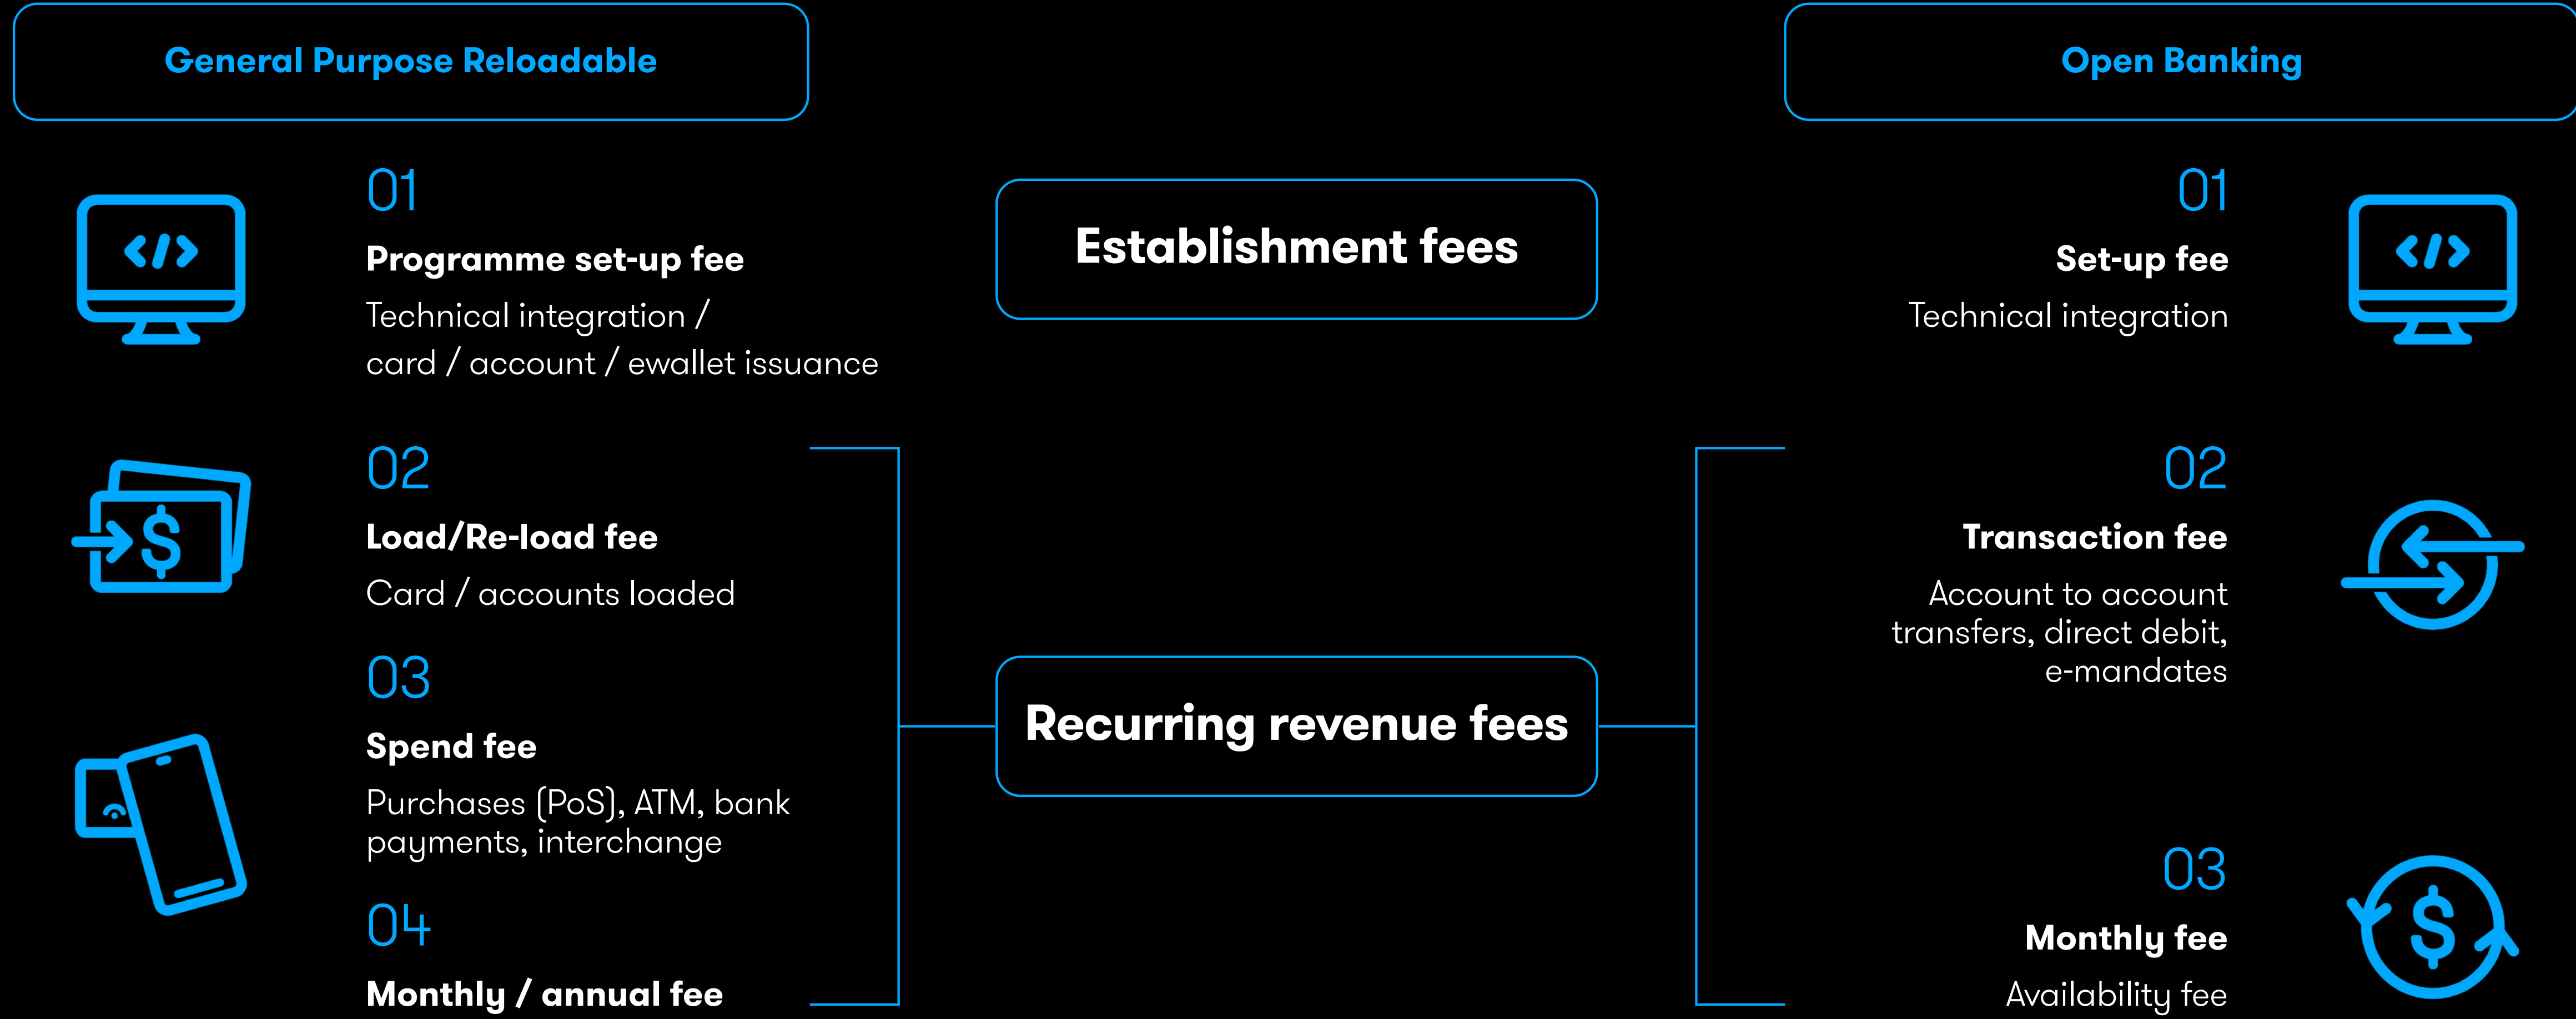 General Purpose Reloadable
01
Programme set-up fee
Technical integration /
card / account / ewallet issuance
02
Load/Re-load fee
Card / accounts loaded
03
Spend fee
Purchases (PoS), ATM, bank
payments, interchange
04
Monthly / annual fee
Establishment fees
Recurring revenue fees
Open Banking
01
Set-up fee
Technical integration
02
Transaction fee
Account to account
transfers, direct debit,
e-mandates
03
Monthly fee
Availability fee